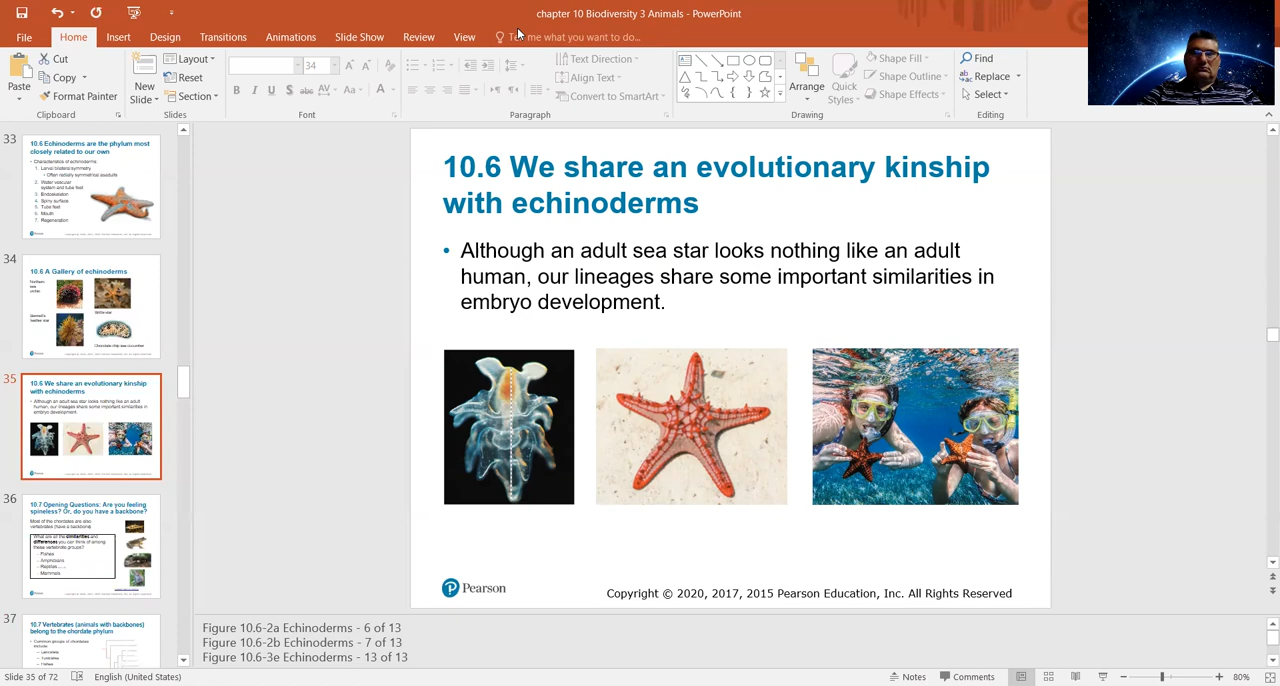 chapter 10 Biodiversity 3 Animals - PowerPoint
File Home Insert Design Transitions Animations Slide Show Review View Tell me what you want to do...
Paste
Cut
Copy
Format Painter
Clipboard
New Slide
Layout
Reset
Section
Slides
34
B I U S abc AV Aa A
Font
Text Direction
Align Text
Convert to SmartArt
Paragraph
Arrange
Quick Styles
Shape Fill
Shape Outline
Shape Effects
Drawing
Find
Replace
Select
Editing
33
10.6 Echinoderms are the phylum most
closely related to our own
• Characteristics of echinoderms
1. Larval bilateral symmetry
2. Water vascular
system and tube feet
3. Endoskeleton
4. Spiny surface
5. Tube feet
6. Mouth
7. Regeneration
34
10.6 A Gallery of echinoderms
35
10.6 We share an evolutionary kinship
with echinoderms
• Although an adult sea star looks nothing like an adult
human, our lineages share some important similarities in
embryo development.
36
10.7 Opening Questions: Are you feeling
spineless? Or, do you have a backbone?
Most of the chordates are also
vertebrates (have a backbone)
What are all the similarities and
differences you can think of among
these vertebrate groups?
– Fishes
– Amphibians
– Reptiles
– Mammals
37
10.7 Vertebrates (animals with backbones)
belong to the chordate phylum
• Common groups of chordates
include:
10.6 We share an evolutionary kinship
with echinoderms
• Although an adult sea star looks nothing like an adult
human, our lineages share some important similarities in
embryo development.
Pearson
Copyright © 2020, 2017, 2015 Pearson Education, Inc. All Rights Reserved
Figure 10.6-2a Echinoderms - 6 of 13
Figure 10.6-2b Echinoderms - 7 of 13
Figure 10.6-3e Echinoderms - 13 of 13
Slide 35 of 72 English (United States) Notes Comments 80%